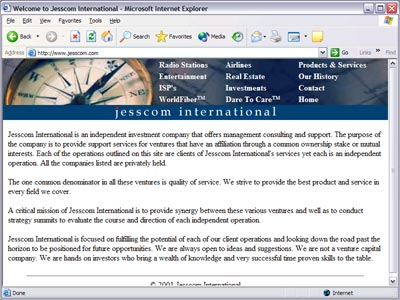 Welcome to Jesscom International - Microsoft Internet Explorer
File Edit View Favorites Tools Help
Back Search Favorites Media
Address http://www.jesscom.com Go Links
Radio Stations Airlines Products & Services
Entertainment Real Estate Our History
ISP's Investments Contact
WorldFiber™ Dare To Care™ Home
jesscom international
Jesscom International is an independent investment company that offers management consulting and support. The purpose of
the company is to provide support services for ventures that have an affiliation through a common ownership stake or mutual
interests. Each of the operations outlined on this site are clients of Jesscom International's services yet each is an independent
operation. All the companies listed are privately held.
The one common denominator in all these ventures is quality of service. We strive to provide the best product and service in
every field we cover.
A critical mission of Jesscom International is to provide synergy between these various ventures and well as to conduct
strategy summits to evaluate the course and direction of each independent operation.
Jesscom International is focused on fulfilling the potential of each of our client operations and looking down the road past the
horizon to be positioned for future opportunities. We are always open to ideas and suggestions. We are not a venture capital
company. We are hands on investors who bring a wealth of knowledge and very successful time proven skills to the table.
© 2001 Jesscom International
Done Internet